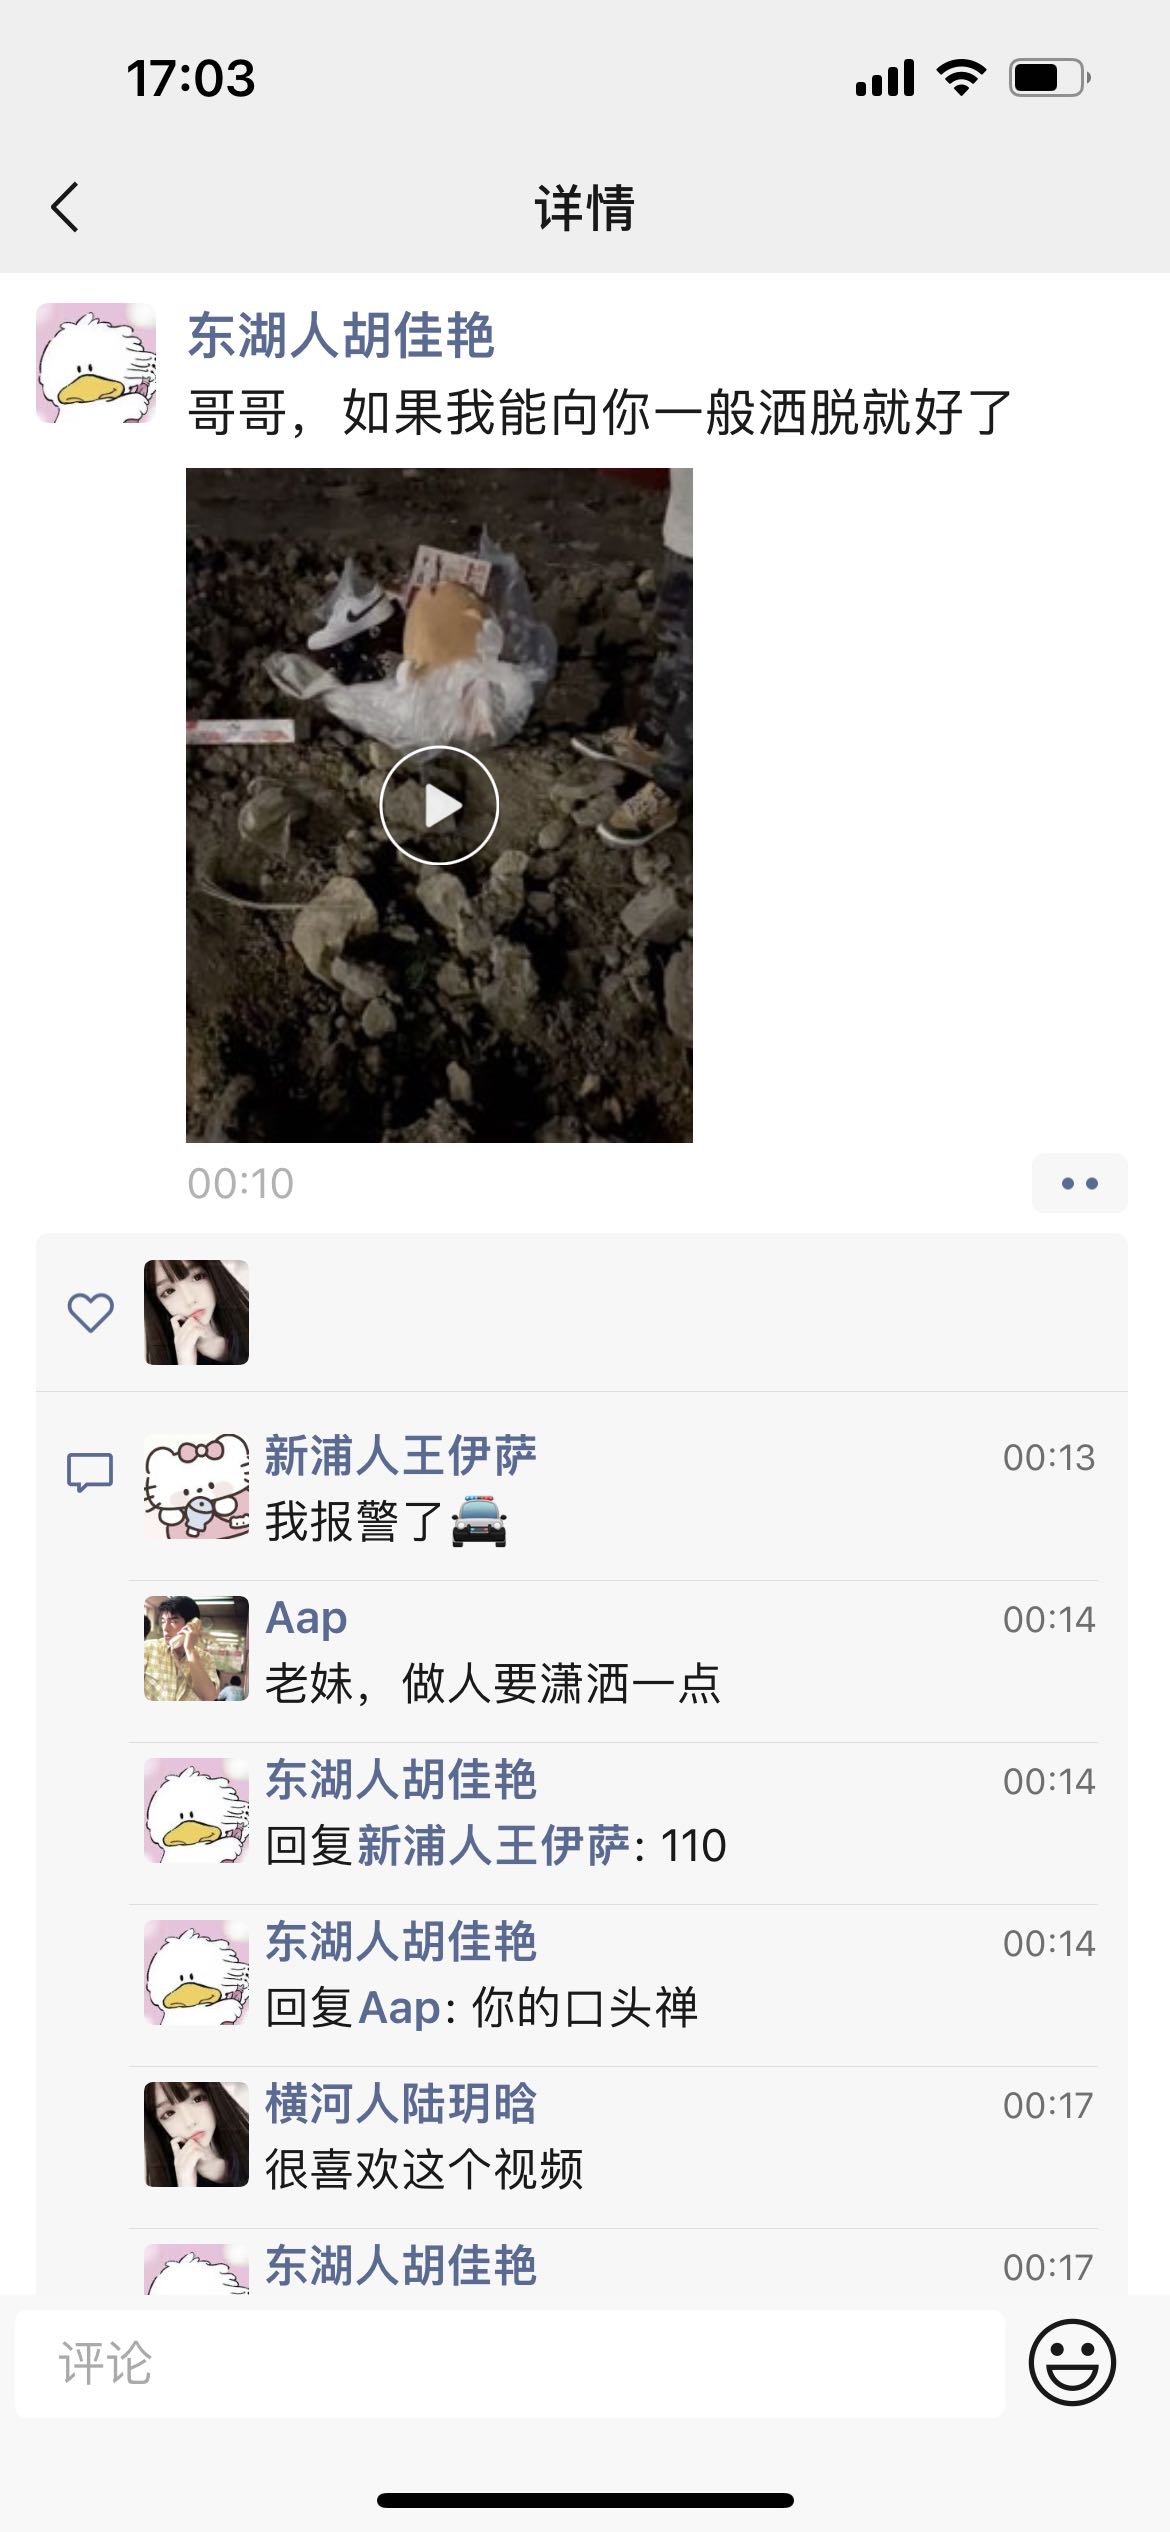 17:03
详情
东湖人胡佳艳
哥哥，如果我能向你一般洒脱就好了
00:10
新浦人王伊萨
00:13
我报警了
Aap
00:14
老妹，做人要潇洒一点
东湖人胡佳艳
00:14
回复新浦人王伊萨: 110
东湖人胡佳艳
00:14
回复Aap: 你的口头禅
横河人陆玥晗
00:17
很喜欢这个视频
东湖人胡佳艳
00:17
评论